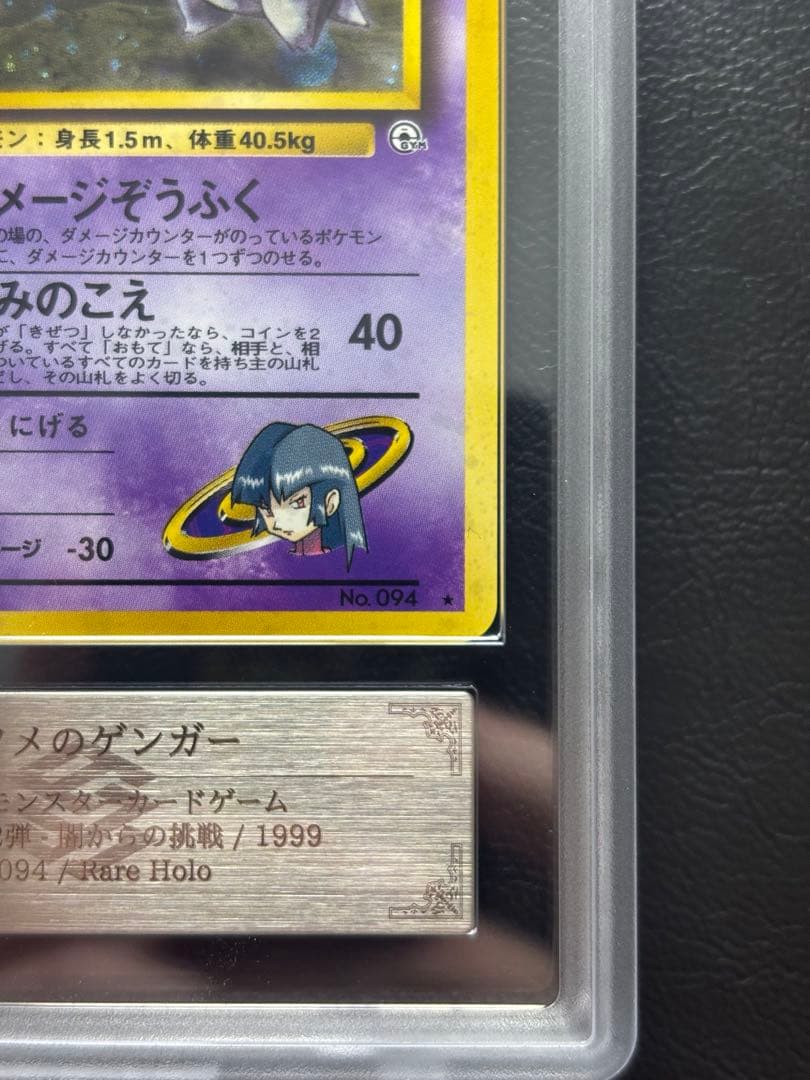 モン：身長1.5m、体重40.5kg
GYM
メージぞうふく
の場の、ダメージカウンターがのっているポケモン
に、ダメージカウンターを1つずつのせる。
みのこえ
40
が「きぜつ」しなかったなら、コインを2
げる。すべて「おもて」なら、相手と、相
ついているすべてのカードを持ち主の山札
だし、その山札をよく切る。
にげる
ージ -30
No. 094 ★
ツメのゲンガー
モンスターカードゲーム
2弾 - 闇からの挑戦 / 1999
094 / Rare Holo